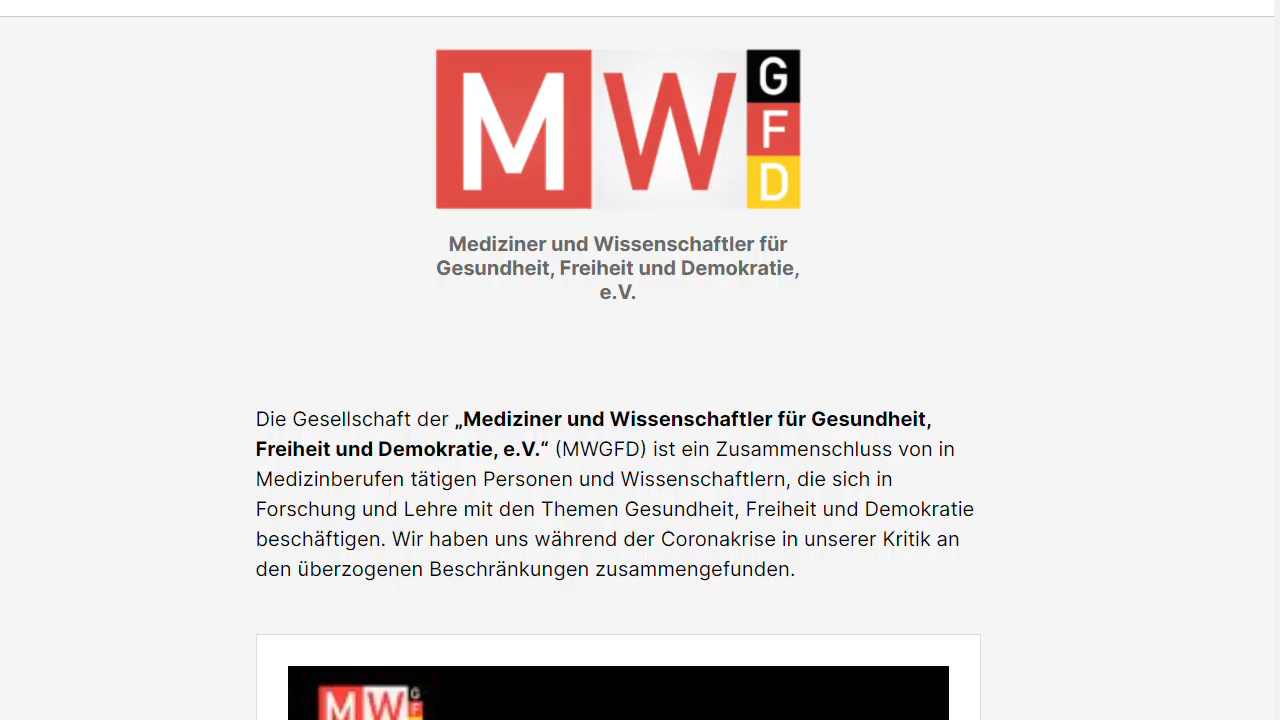 MW
G
F
D
Mediziner und Wissenschaftler für
Gesundheit, Freiheit und Demokratie,
e.V.
Die Gesellschaft der „Mediziner und Wissenschaftler für Gesundheit,
Freiheit und Demokratie, e.V.“ (MWGFD) ist ein Zusammenschluss von in
Medizinberufen tätigen Personen und Wissenschaftlern, die sich in
Forschung und Lehre mit den Themen Gesundheit, Freiheit und Demokratie
beschäftigen. Wir haben uns während der Coronakrise in unserer Kritik an
den überzogenen Beschränkungen zusammengefunden.
MW
G
F